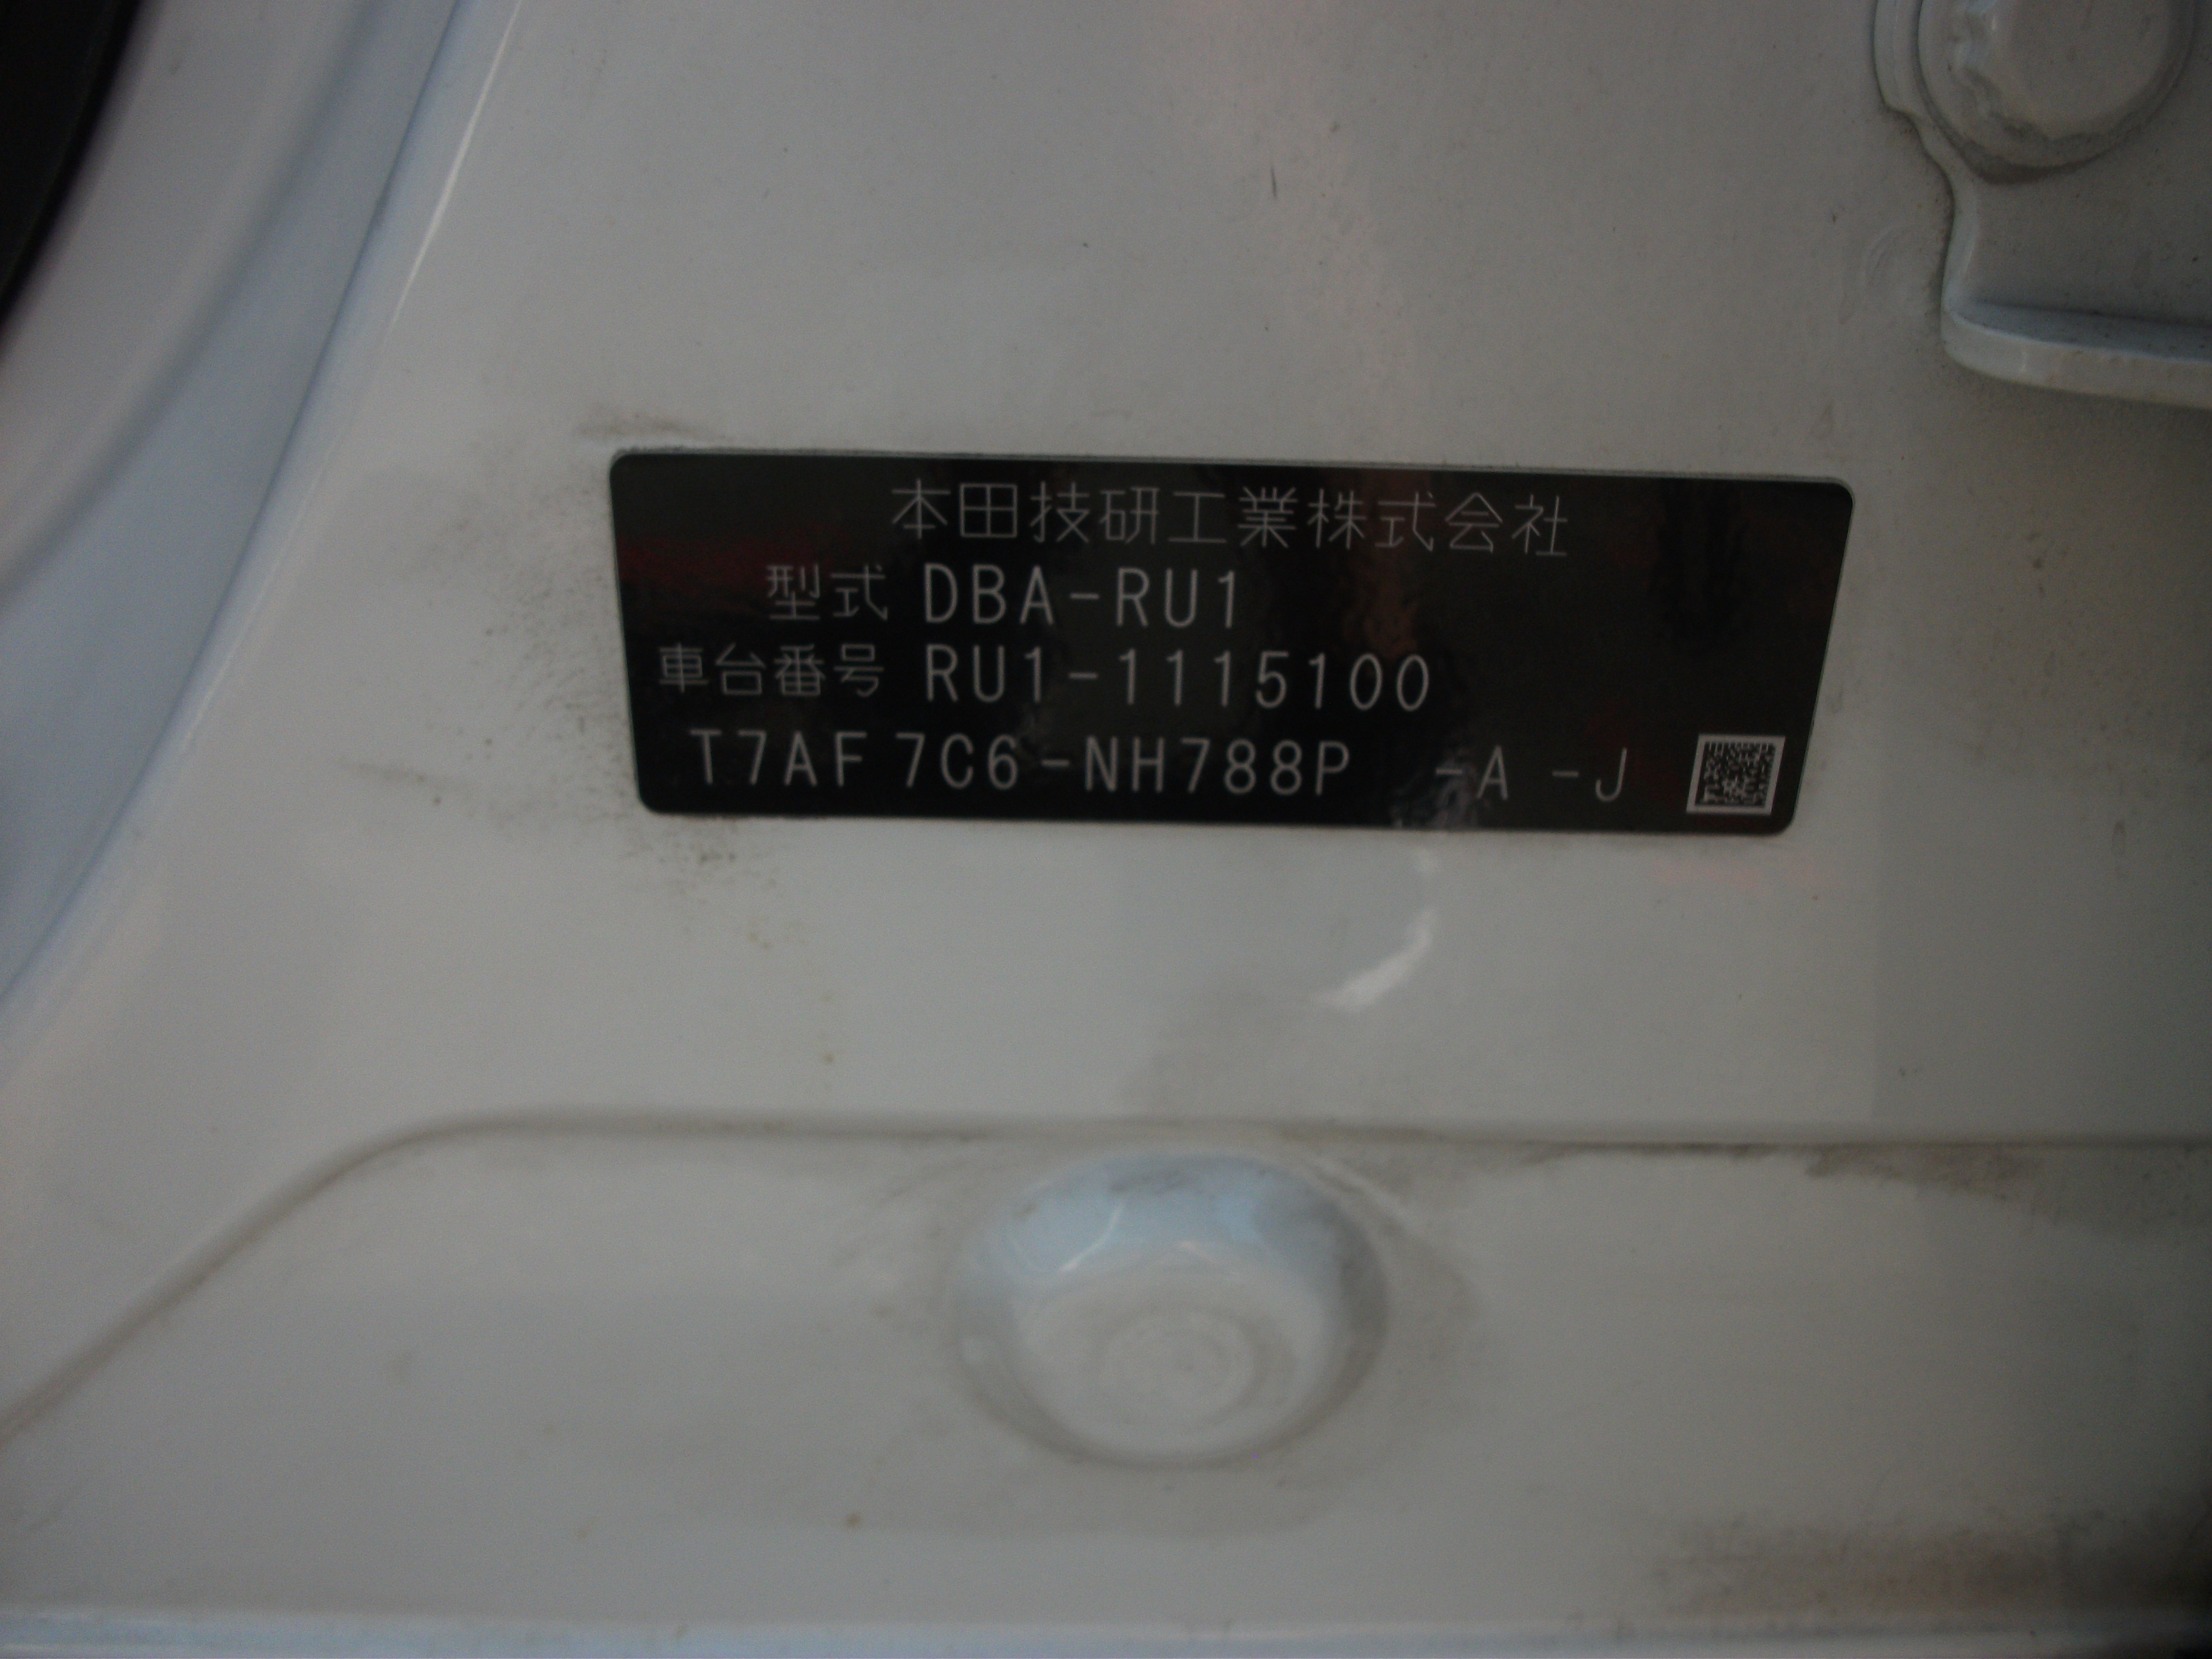 本田技研工業株式会社
型式 DBA-RU1
車台番号 RU1-1115100
T7AF 7C6-NH788P -A -J